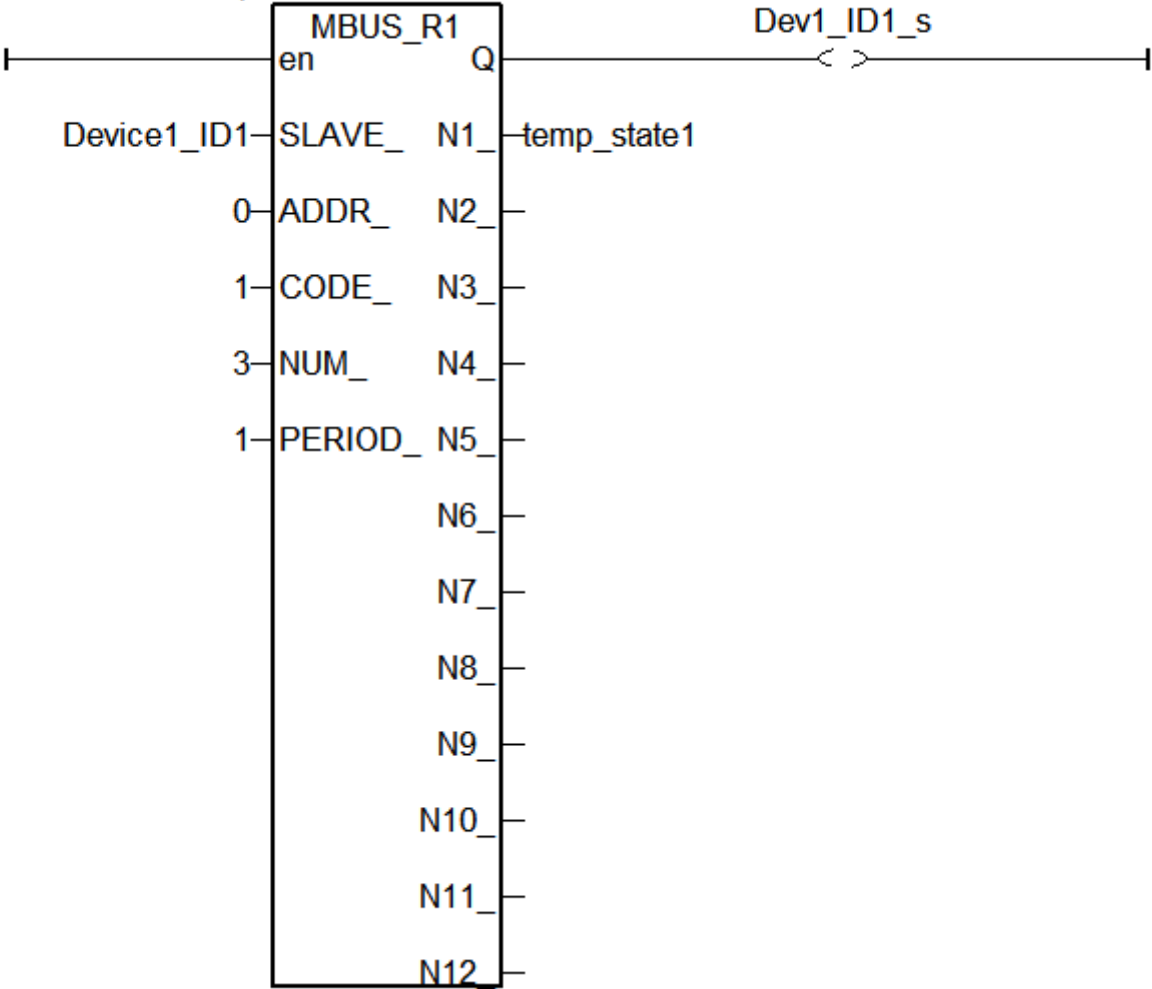 MBUS_R1
Dev1_ID1_s
en
Q
Device1_ID1
SLAVE_
N1_
temp_state1
0
ADDR_
N2_
1
CODE_
N3_
3
NUM_
N4_
1
PERIOD_
N5_
N6_
N7_
N8_
N9_
N10_
N11_
N12_